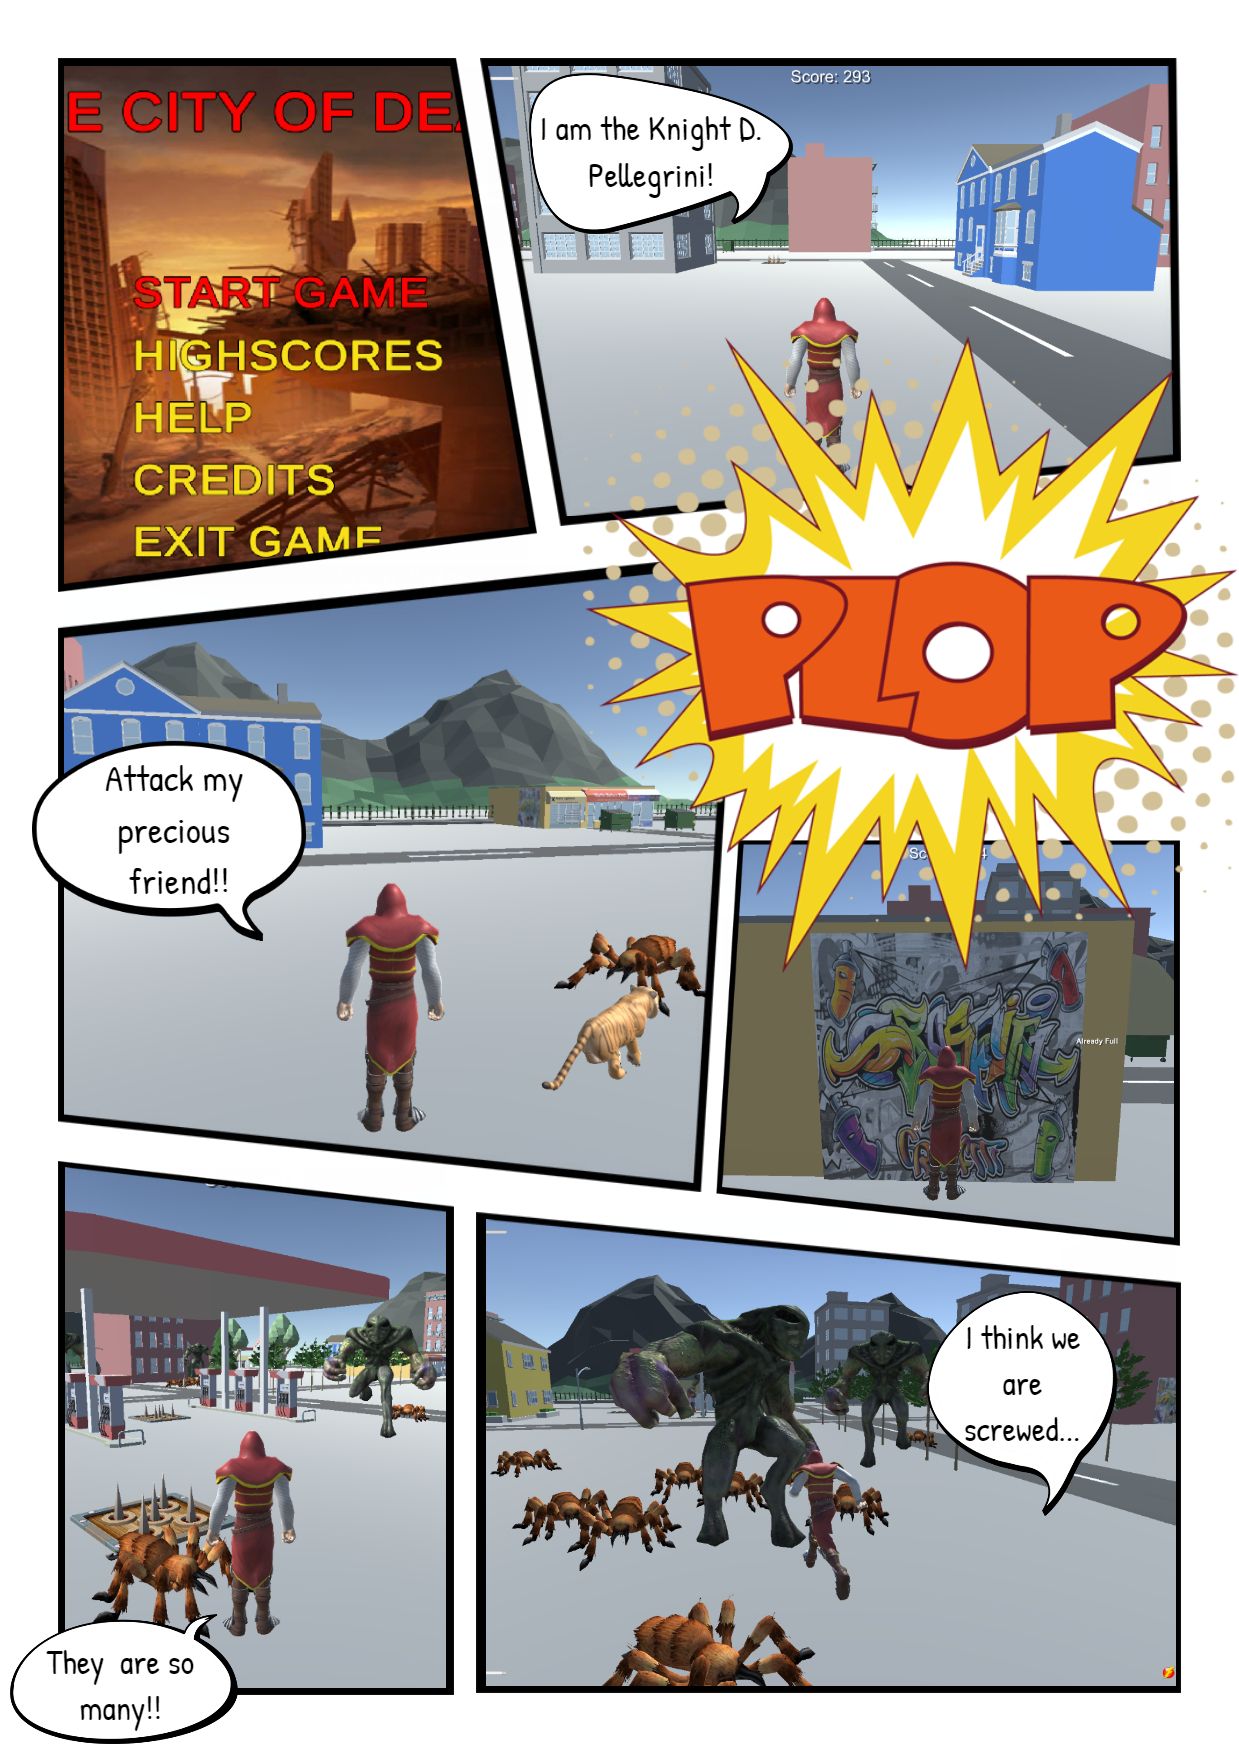 E CITY OF DE
START GAME
HIGHSCORES
HELP
CREDITS
EXIT GAME
Score: 293
I am the Knight D.
Pellegrini!
PLOP
Attack my
precious
friend!!
Already Full
They are so
many!!
I think we
are
screwed...